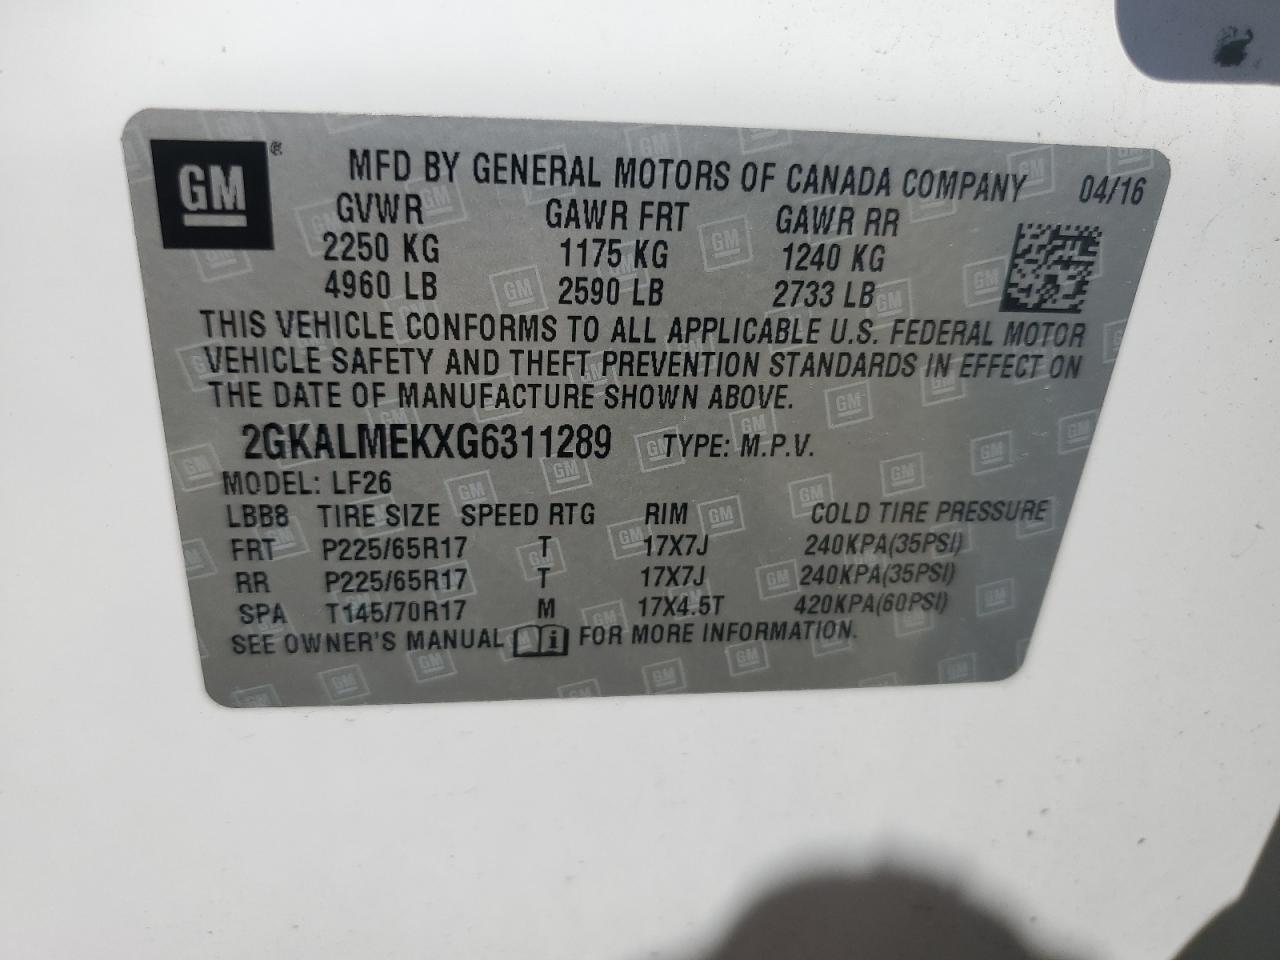 GM®
MFD BY GENERAL MOTORS OF CANADA COMPANY 04/16
GVWR GAWR FRT GAWR RR
2250 KG 1175 KG 1240 KG
4960 LB 2590 LB 2733 LB
THIS VEHICLE CONFORMS TO ALL APPLICABLE U.S. FEDERAL MOTOR
VEHICLE SAFETY AND THEFT PREVENTION STANDARDS IN EFFECT ON
THE DATE OF MANUFACTURE SHOWN ABOVE.
2GKALMEKXG6311289 TYPE: M.P.V.
MODEL: LF26
LBB8 TIRE SIZE SPEED RTG RIM COLD TIRE PRESSURE
FRT P225/65R17 T 17X7J 240KPA(35PSI)
RR P225/65R17 T 17X7J 240KPA(35PSI)
SPA T145/70R17 M 17X4.5T 420KPA(60PSI)
SEE OWNER'S MANUAL i FOR MORE INFORMATION.